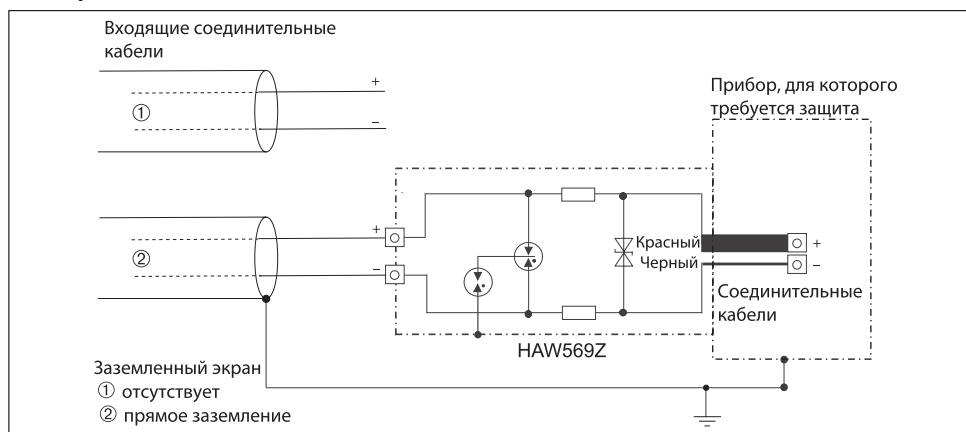 Входящие соединительные
кабели
+
①
–
Прибор, для которого
требуется защита
+
②
–
Красный
Черный
+
–
Соединительные
кабели
HAW569Z
Заземленный экран
① отсутствует
② прямое заземление